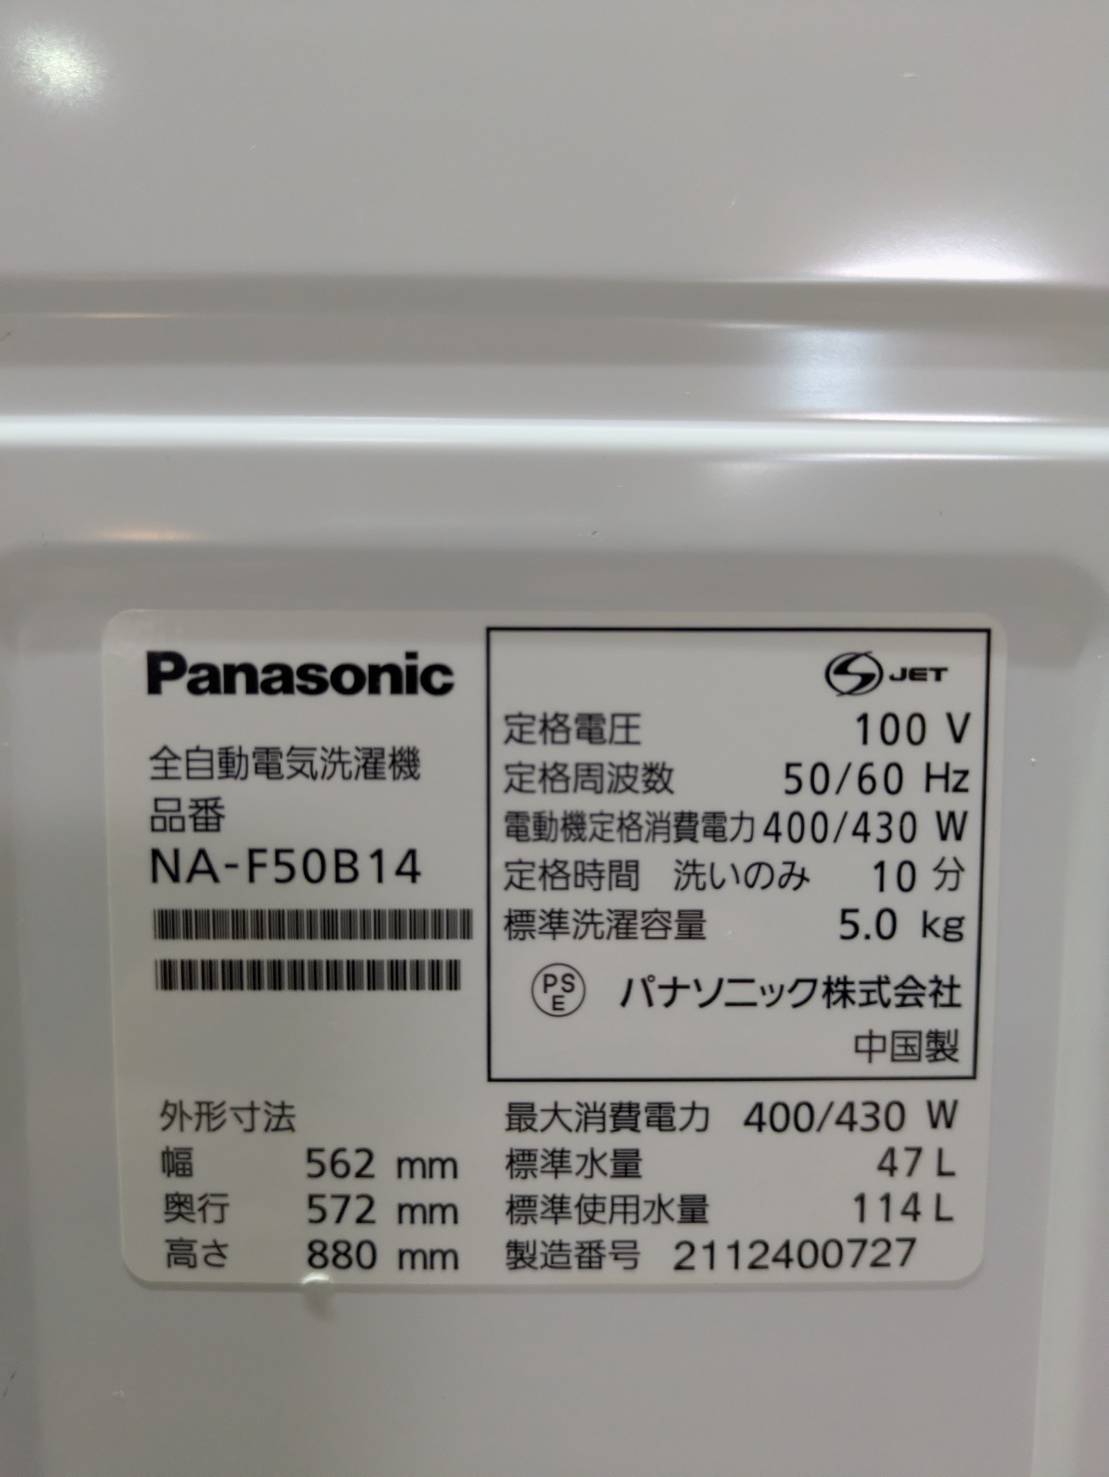 Panasonic
全自動電気洗濯機
品番
NA-F50B14
S JET
定格電圧 100 V
定格周波数 50/60 Hz
電動機定格消費電力 400/430 W
定格時間 洗いのみ 10 分
標準洗濯容量 5.0 kg
PS
E
パナソニック株式会社
中国製
外形寸法
幅 562 mm
奥行 572 mm
高さ 880 mm
最大消費電力 400/430 W
標準水量 47 L
標準使用水量 114 L
製造番号 2112400727